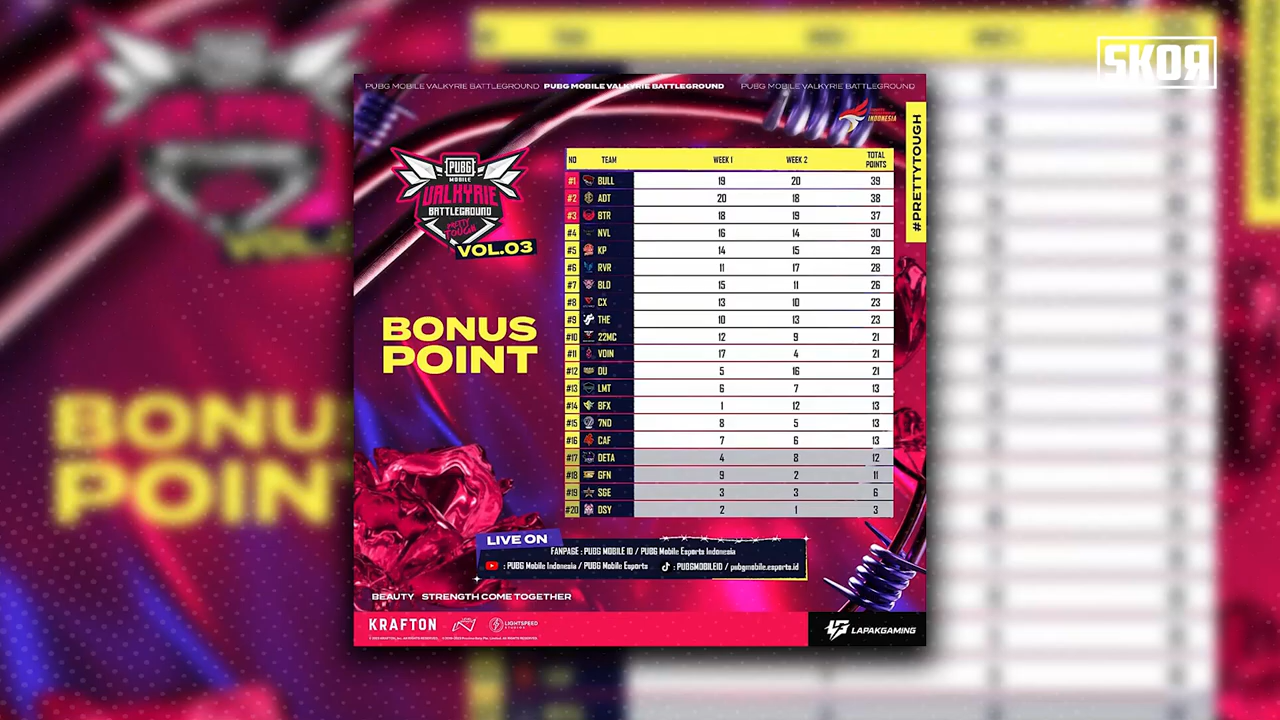 SKOR
PUBG MOBILE VALKYRIE BATTLEGROUND PUBG MOBILE VALKYRIE BATTLEGROUND PUBG MOBILE VALKYRIE BATTLEGROUND
INDONESIA
#PRETTYTOUGH
PUBG
MOBILE
VALKYRIE
BATTLEGROUND
PRETTY
TOUGH
VOL.03
BONUS
POINT
NO TEAM WEEK 1 WEEK 2 TOTAL POINTS
#1 BULL 19 20 39
#2 ADT 20 18 38
#3 BTR 18 19 37
#4 NVL 16 14 30
#5 KP 14 15 29
#6 RVR 11 17 28
#7 BLD 15 11 26
#8 CX 13 10 23
#9 THE 10 13 23
#10 22MC 12 9 21
#11 VOIN 17 4 21
#12 OU 5 16 21
#13 LMT 6 7 13
#14 BFX 1 12 13
#15 7ND 8 5 13
#16 CAF 7 6 13
#17 DETA 4 8 12
#18 GFN 9 2 11
#19 SGE 3 3 6
#20 DSY 2 1 3
LIVE ON
FANPAGE : PUBG MOBILE ID / PUBG Mobile Esports Indonesia
: PUBG Mobile Indonesia / PUBG Mobile Esports : PUBGMOBILEID / pubgmobile.esports.id
BEAUTY STRENGTH COME TOGETHER
KRAFTON LIGHTSPEED STUDIOS LAPAKGAMING